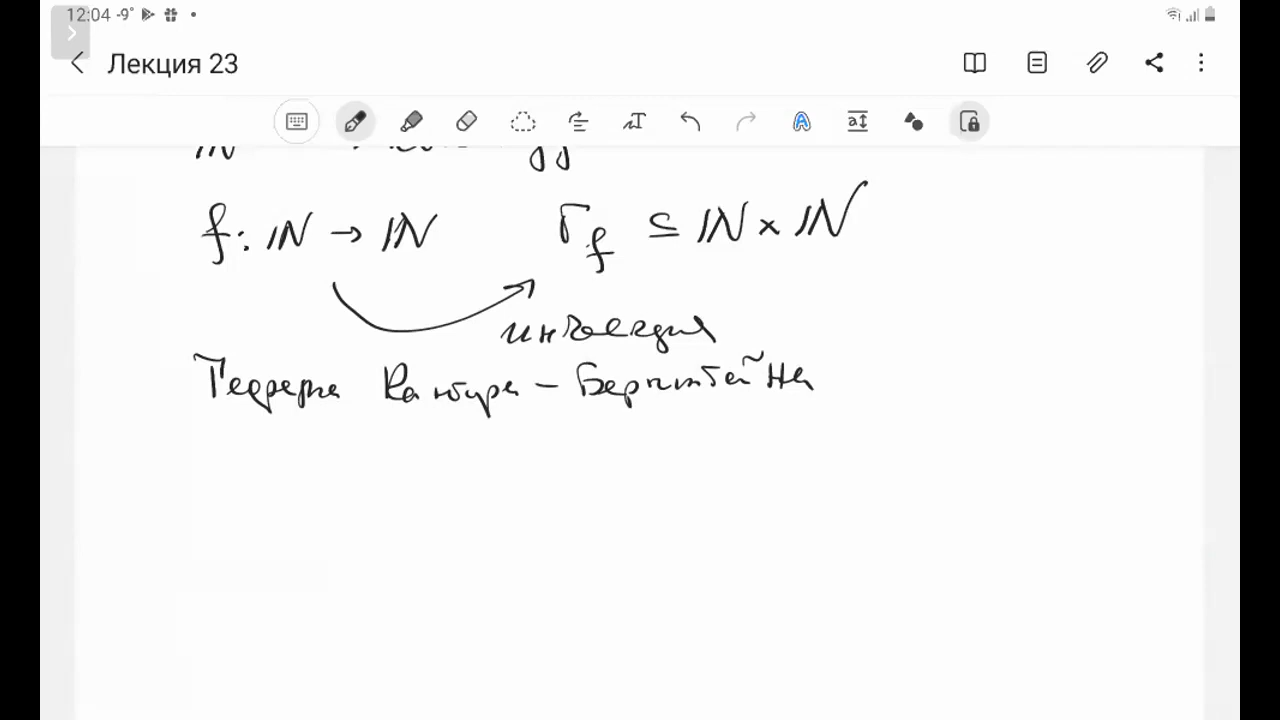 12:04 -9°
Лекция 23
f: ℕ → ℕ Γ_f ⊆ ℕ × ℕ
инъекция
Теорема Кантора – Бернштейна